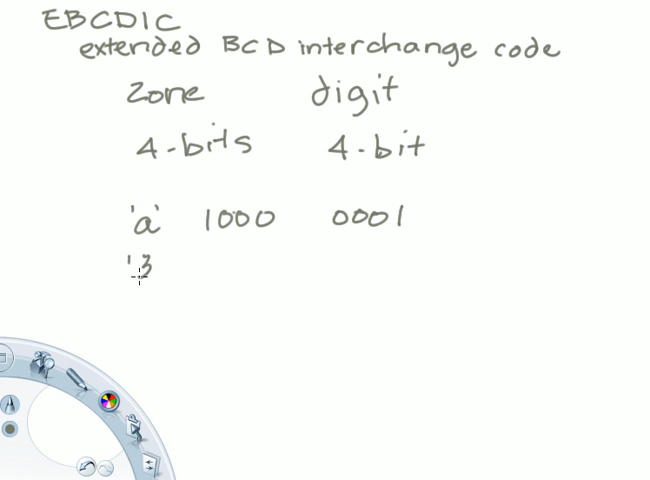 EBCDIC
extended BCD interchange code
Zone digit
4-bits 4-bit
'a' 1000 0001
'3